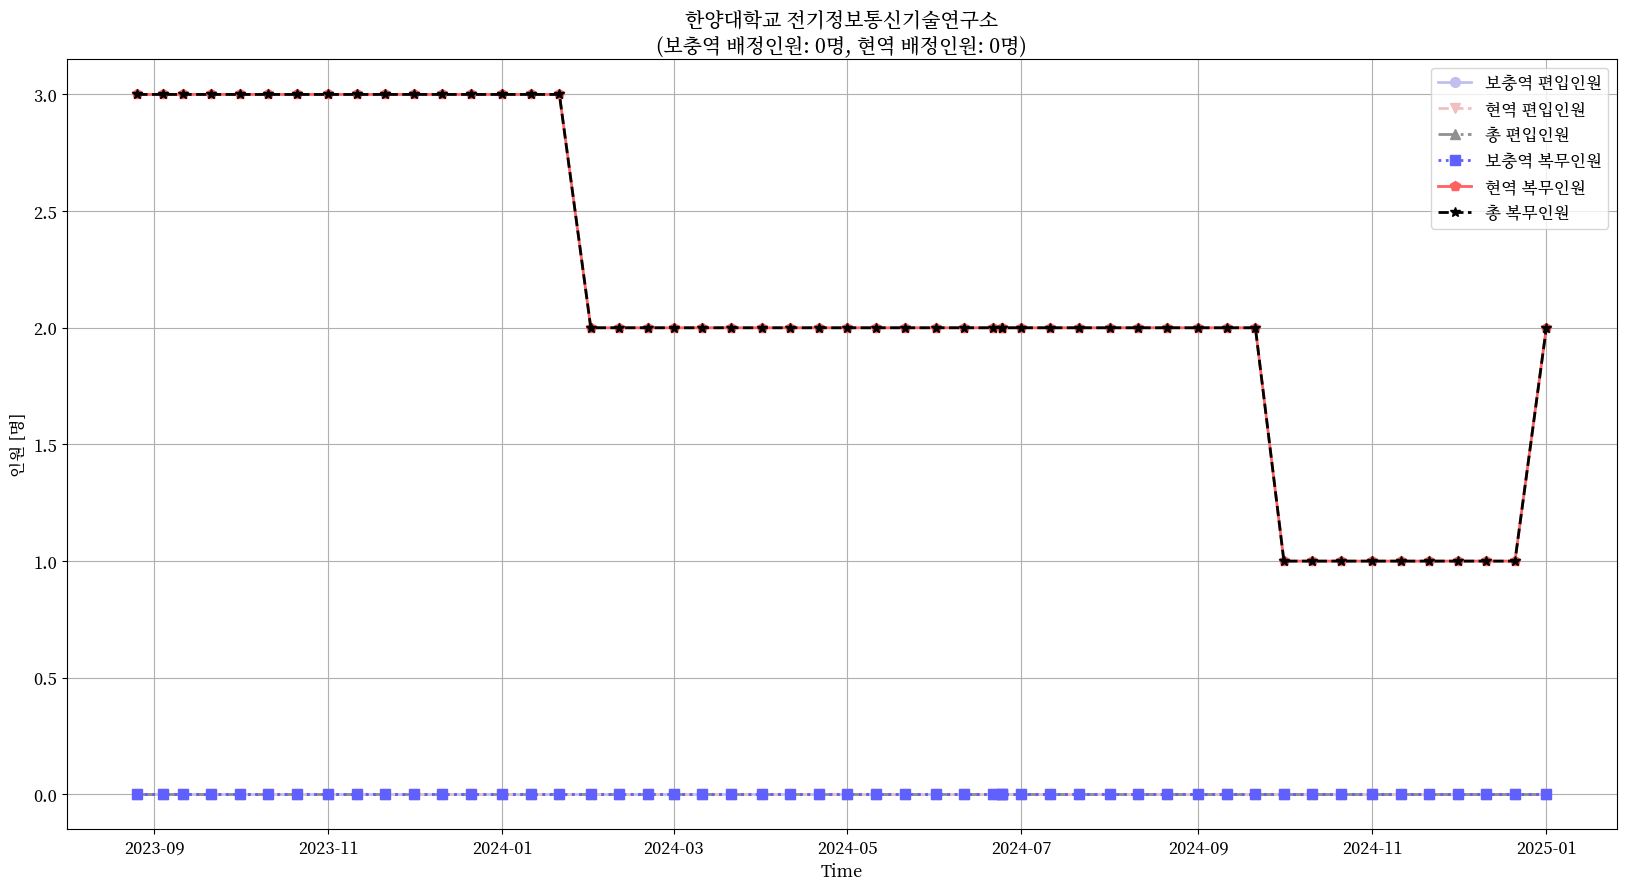 한양대학교 전기정보통신기술연구소
(보충역 배정인원: 0명, 현역 배정인원: 0명)
보충역 편입인원
현역 편입인원
총 편입인원
보충역 복무인원
현역 복무인원
총 복무인원
인원 [명]
3.0
2.5
2.0
1.5
1.0
0.5
0.0
2023-09
2023-11
2024-01
2024-03
2024-05
2024-07
2024-09
2024-11
2025-01
Time